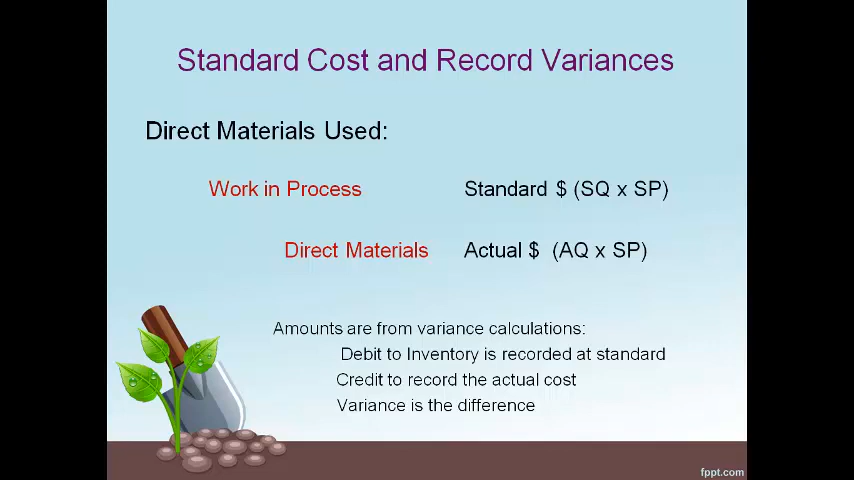 Standard Cost and Record Variances
Direct Materials Used:
Work in Process Standard $ (SQ x SP)
Direct Materials Actual $ (AQ x SP)
Amounts are from variance calculations:
Debit to Inventory is recorded at standard
Credit to record the actual cost
Variance is the difference
fppt.com